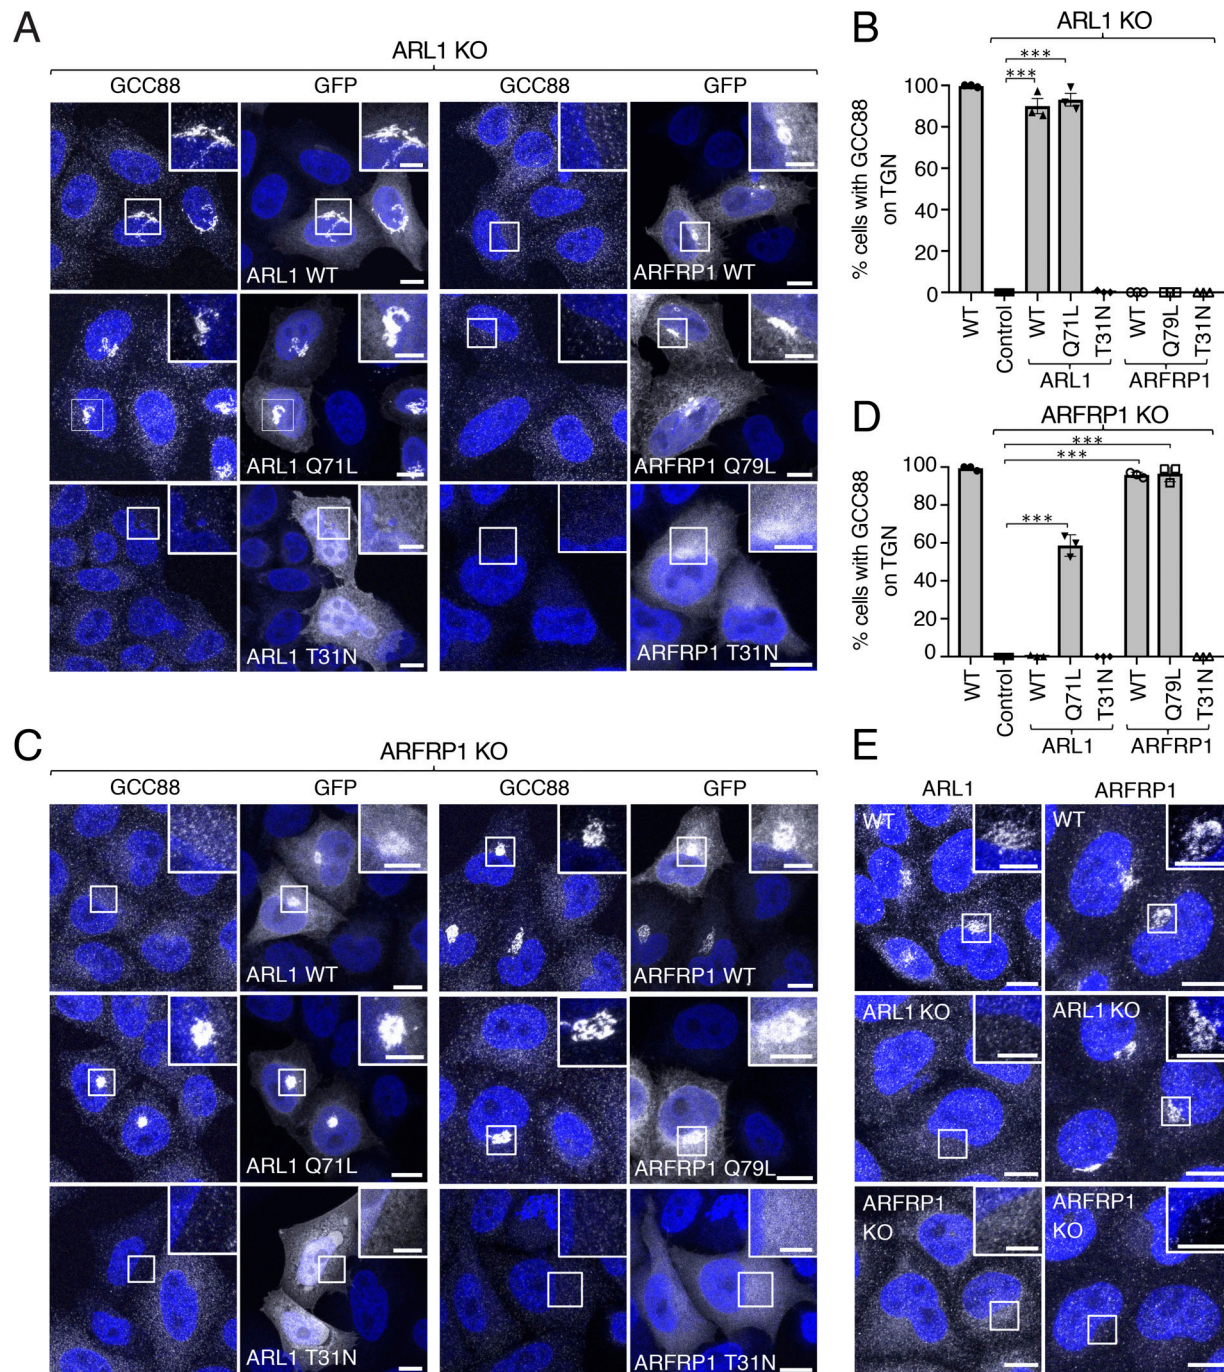 A
ARL1 KO
GCC88 GFP GCC88 GFP
ARL1 WT
ARFRP1 WT
ARL1 Q71L
ARFRP1 Q79L
ARL1 T31N
ARFRP1 T31N
B
ARL1 KO
***
***
% cells with GCC88
on TGN
100
80
60
40
20
0
WT
Control
WT
Q71L
T31N
WT
Q79L
T31N
ARL1 ARFRP1
D
ARFRP1 KO
***
***
***
% cells with GCC88
on TGN
100
80
60
40
20
0
WT
Control
WT
Q71L
T31N
WT
Q79L
T31N
ARL1 ARFRP1
C
ARFRP1 KO
GCC88 GFP GCC88 GFP
ARL1 WT
ARFRP1 WT
ARL1 Q71L
ARFRP1 Q79L
ARL1 T31N
ARFRP1 T31N
E
ARL1 ARFRP1
WT
WT
ARL1 KO
ARL1 KO
ARFRP1
KO
ARFRP1
KO